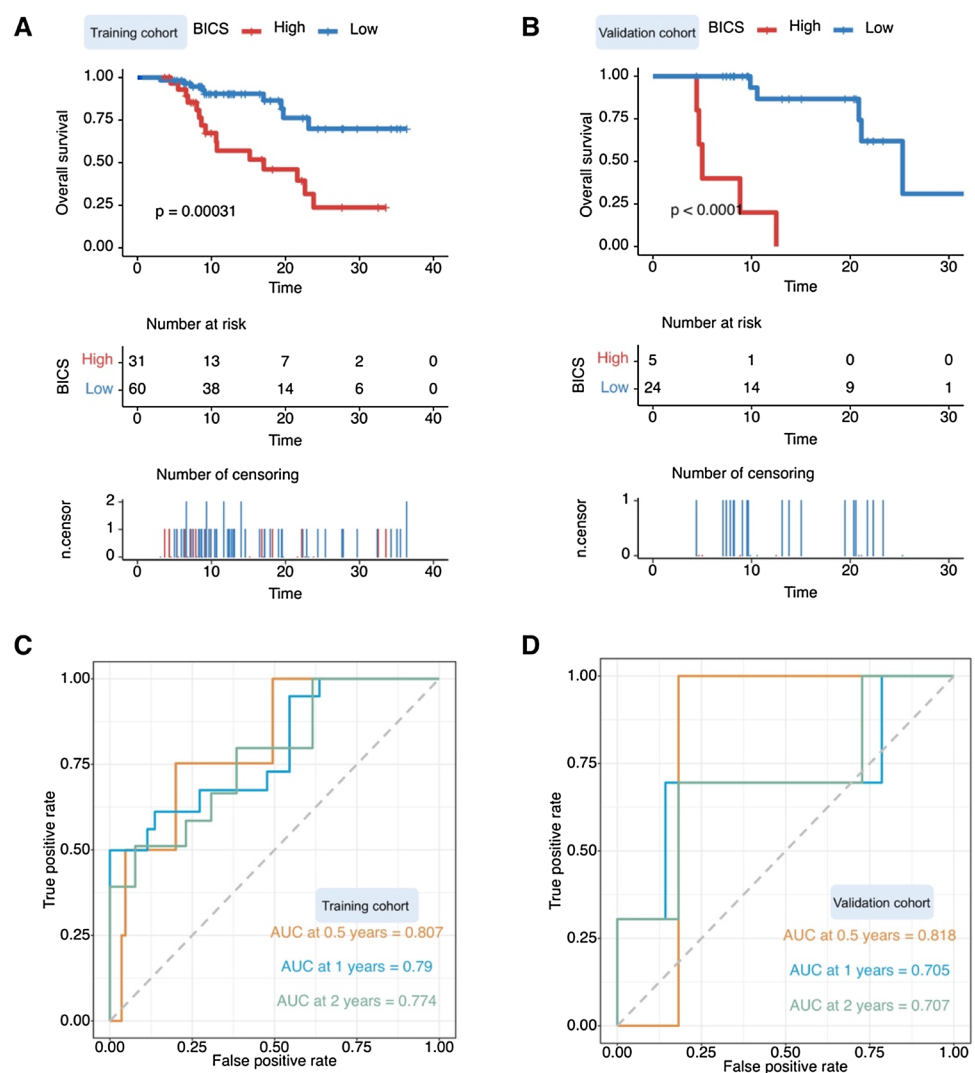 A
Training cohort BICS High Low
1.00
0.75
0.50
0.25
0.00
Overall survival
p = 0.00031
0 10 20 30 40
Time
Number at risk
BICS
High 31 13 7 2 0
Low 60 38 14 6 0
0 10 20 30 40
Time
Number of censoring
n.censor
2
1
0
0 10 20 30 40
Time
B
Validation cohort BICS High Low
1.00
0.75
0.50
0.25
0.00
Overall survival
p < 0.0001
0 10 20 30
Time
Number at risk
BICS
High 5 1 0 0
Low 24 14 9 1
0 10 20 30
Time
Number of censoring
n.censor
1
0
0 10 20 30
Time
C
1.00
0.75
0.50
0.25
0.00
True positive rate
Training cohort
AUC at 0.5 years = 0.807
AUC at 1 years = 0.79
AUC at 2 years = 0.774
0.00 0.25 0.50 0.75 1.00
False positive rate
D
1.00
0.75
0.50
0.25
0.00
True positive rate
Validation cohort
AUC at 0.5 years = 0.818
AUC at 1 years = 0.705
AUC at 2 years = 0.707
0.00 0.25 0.50 0.75 1.00
False positive rate